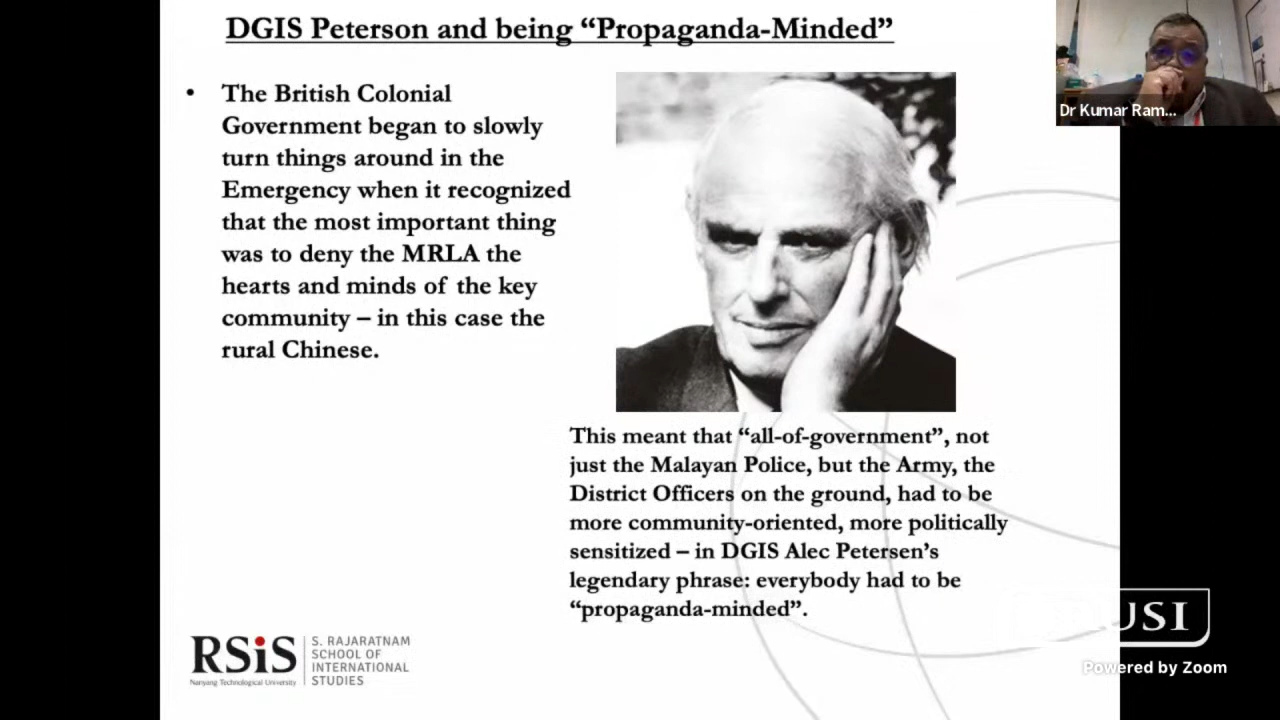 DGIS Peterson and being “Propaganda-Minded”
• The British Colonial
Government began to slowly
turn things around in the
Emergency when it recognized
that the most important thing
was to deny the MRLA the
hearts and minds of the key
community – in this case the
rural Chinese.
This meant that “all-of-government”, not
just the Malayan Police, but the Army, the
District Officers on the ground, had to be
more community-oriented, more politically
sensitized – in DGIS Alec Petersen’s
legendary phrase: everybody had to be
“propaganda-minded”.
Dr Kumar Ram...
RSiS
Nanyang Technological University
S. RAJARATNAM
SCHOOL OF
INTERNATIONAL
STUDIES
USI
Powered by Zoom